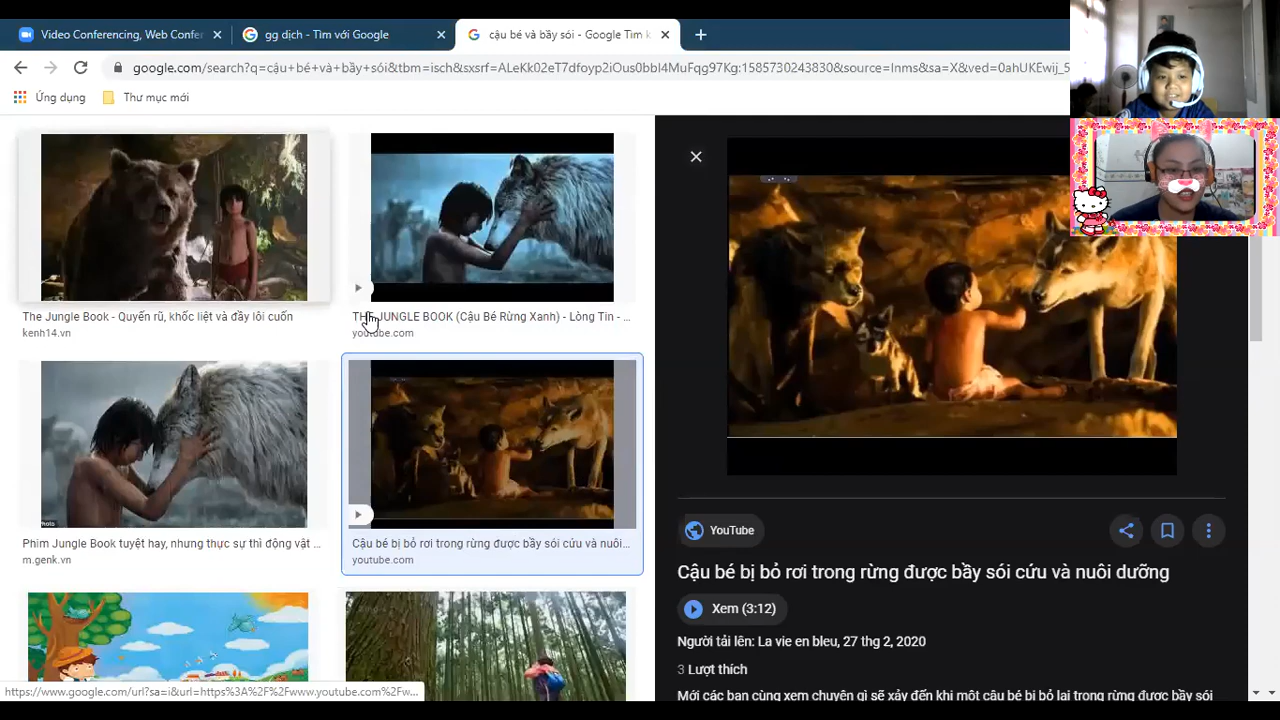 Video Conferencing, Web Confer
gg dịch - Tìm với Google
cậu bé và bầy sói - Google Tìm k
google.com/search?q=cậu+bé+và+bầy+sói&tbm=isch&sxsrf=ALeKk02eT7dfoyp2iOus0bbI4MuFqg97Kg:1585730243830&source=lnms&sa=X&ved=0ahUKEwij_5
Ứng dụng
Thư mục mới
The Jungle Book - Quyến rũ, khốc liệt và đầy lôi cuốn
kenh14.vn
THE JUNGLE BOOK (Cậu Bé Rừng Xanh) - Lòng Tin - ...
youtube.com
Phim Jungle Book tuyệt hay, nhưng thực sự thì động vật ...
m.genk.vn
Cậu bé bị bỏ rơi trong rừng được bầy sói cứu và nuôi...
youtube.com
YouTube
Cậu bé bị bỏ rơi trong rừng được bầy sói cứu và nuôi dưỡng
Xem (3:12)
Người tải lên: La vie en bleu, 27 thg 2, 2020
3 Lượt thích
Mời các bạn cùng xem chuyện gì sẽ xảy đến khi một cậu bé bị bỏ lại trong rừng được bầy sói
https://www.google.com/url?sa=i&url=https%3A%2F%2Fwww.youtube.com%2Fw...